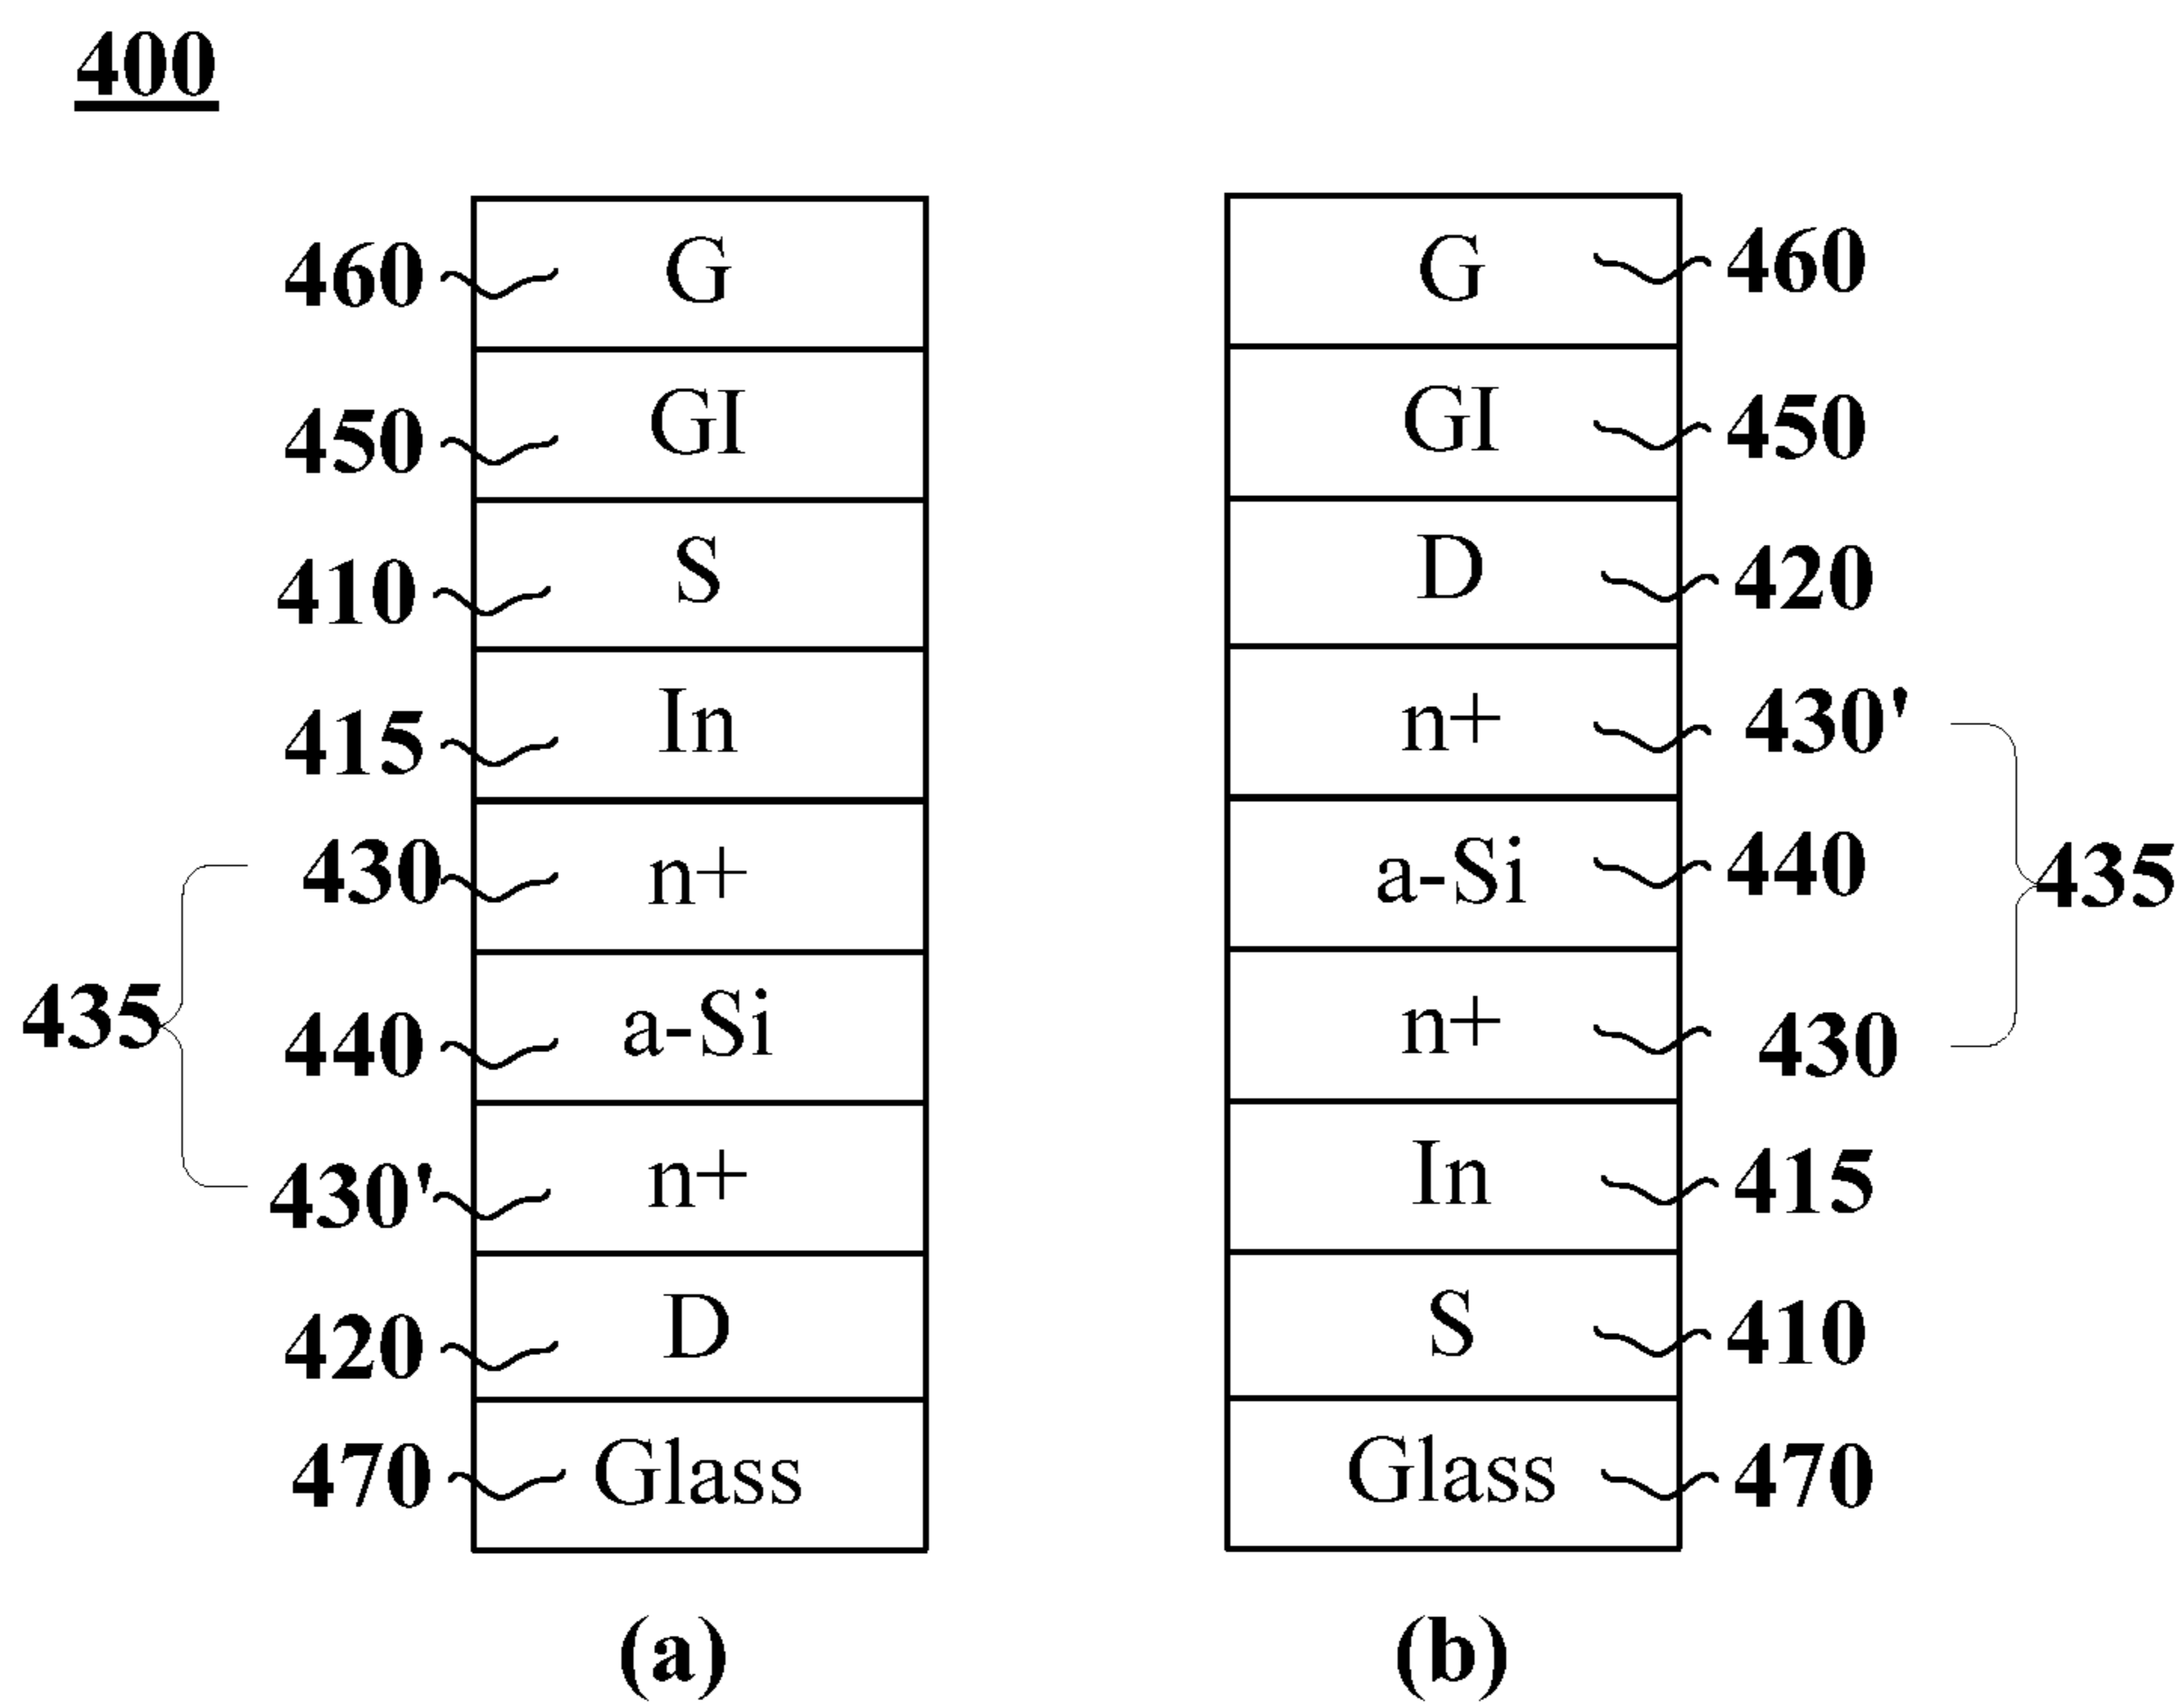 400
460 G G 460
450 GI GI 450
410 S D 420
415 In n+ 430'
430 n+ a-Si 440 435
435 440 a-Si n+ 430
430' n+ In 415
420 D S 410
470 Glass Glass 470
(a) (b)